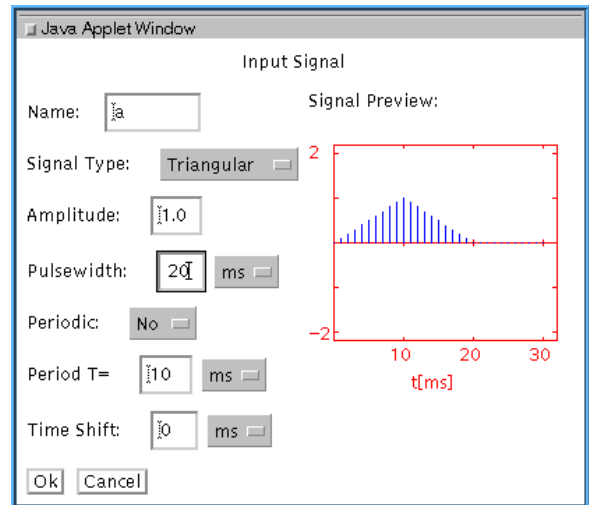 Java Applet Window
Input Signal
Name: a
Signal Type: Triangular
Amplitude: 1.0
Pulsewidth: 20 ms
Periodic: No
Period T= 10 ms
Time Shift: 0 ms
Ok Cancel
Signal Preview:
2
-2
10 20 30
t[ms]